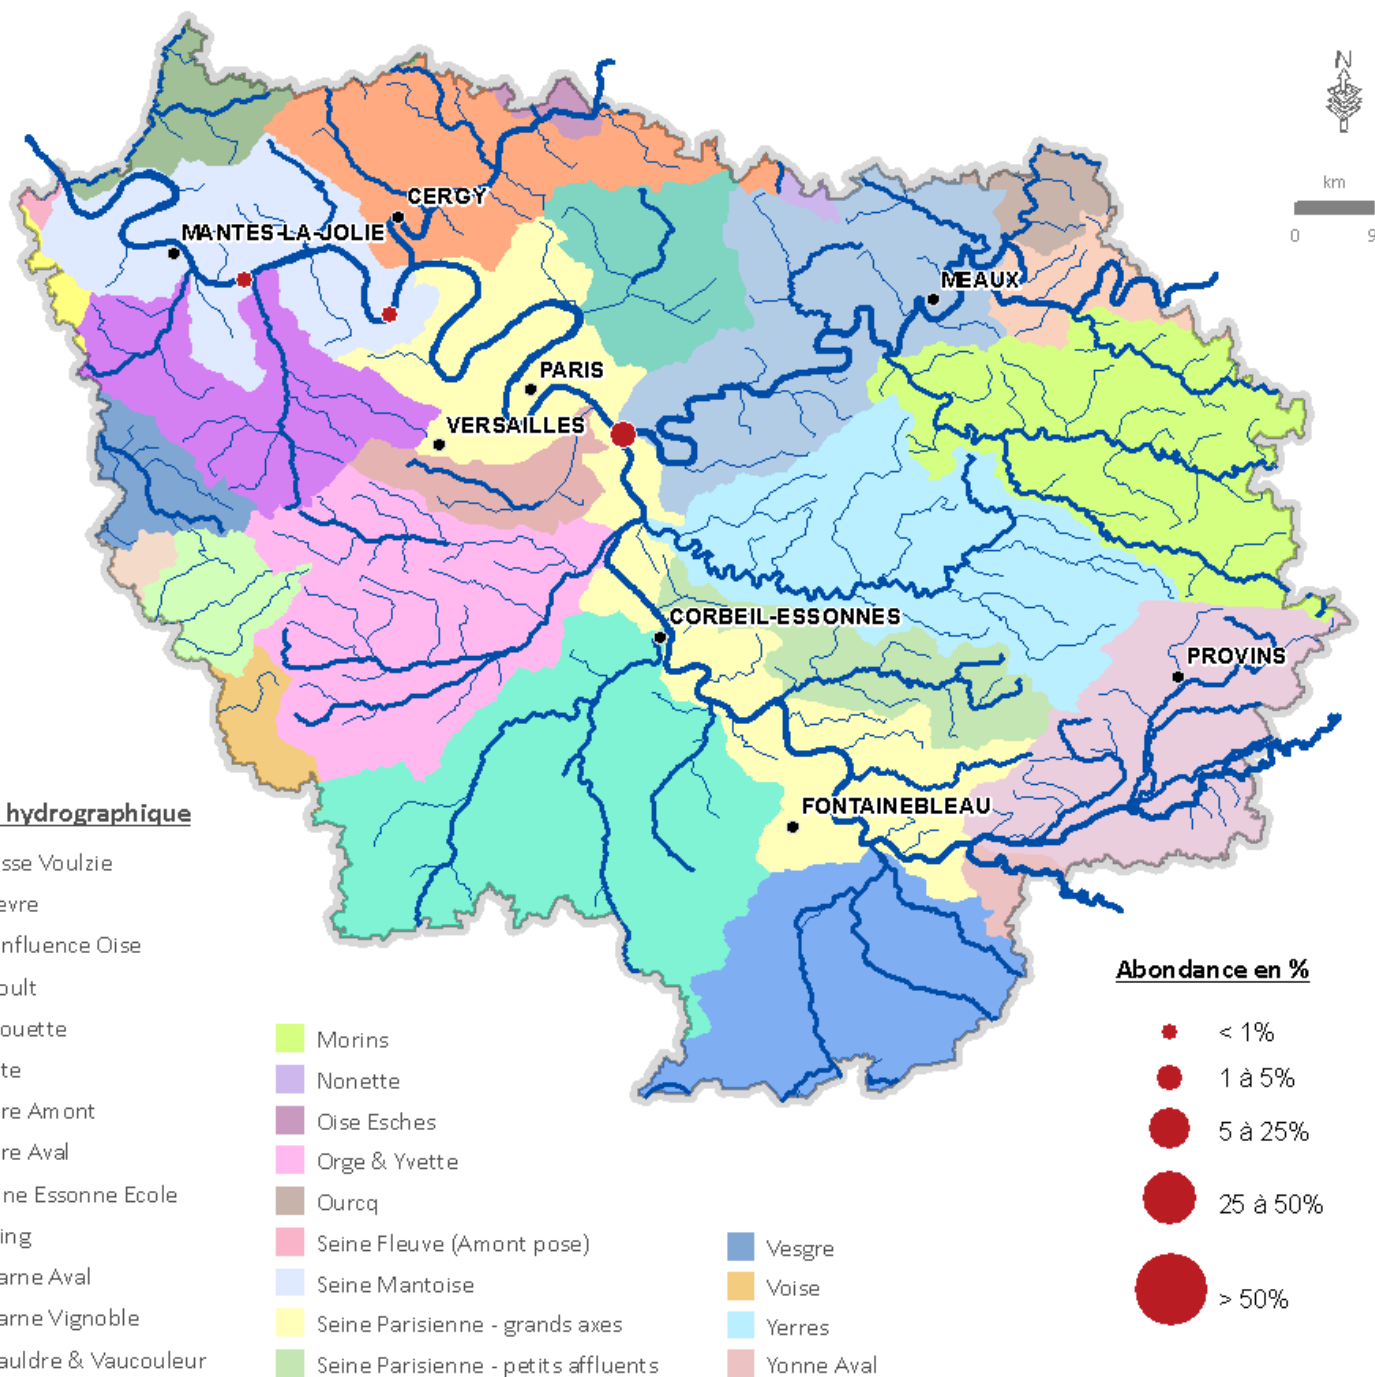 N
km
0 9
CERGY
MANTES-LA-JOLIE
MEAUX
PARIS
VERSAILLES
CORBEIL-ESSONNES
PROVINS
FONTAINEBLEAU
hydrographique
sse Voulzie
evre
nfluence Oise
oult
ouette
te
re Amont
re Aval
ne Essonne Ecole
ing
arne Aval
arne Vignoble
auldre & Vaucouleur
Morins
Nonette
Oise Esches
Orge & Yvette
Ourcq
Seine Fleuve (Amont pose)
Seine Mantoise
Seine Parisienne - grands axes
Seine Parisienne - petits affluents
Vesgre
Voise
Yerres
Yonne Aval
Abondance en %
< 1%
1 à 5%
5 à 25%
25 à 50%
> 50%